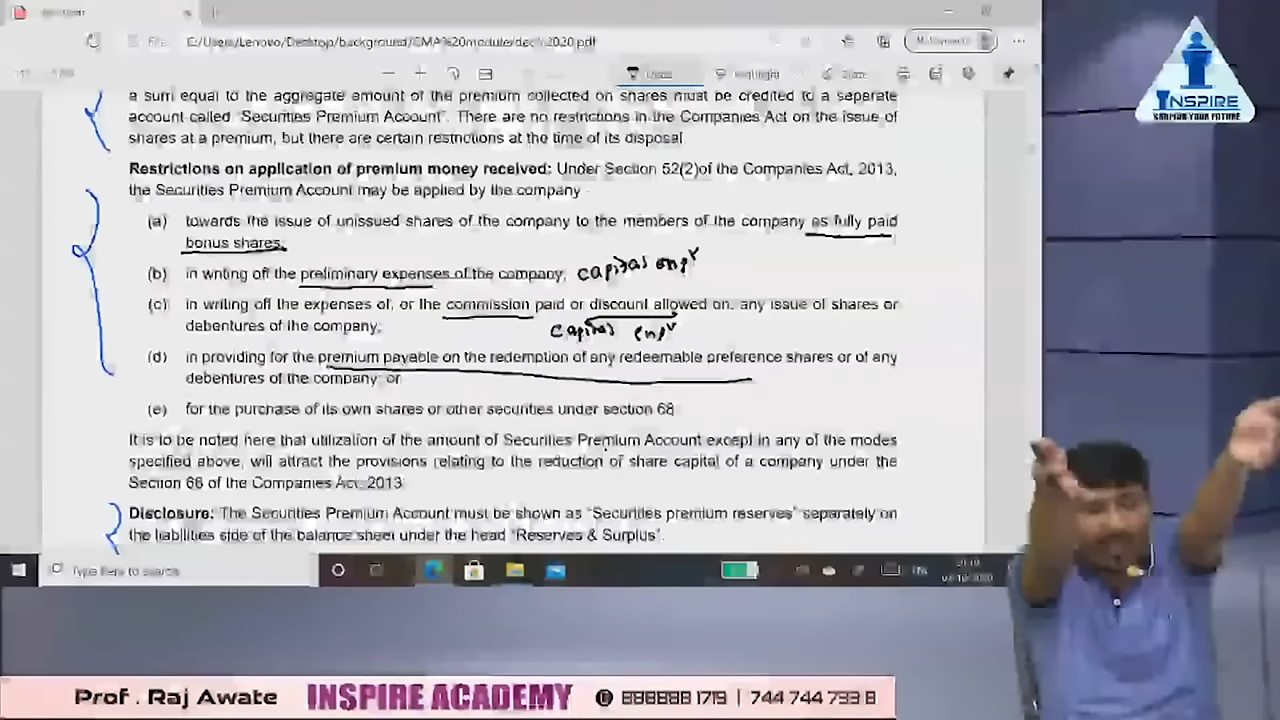 File
C:/Users/Lenovo/Desktop/background/CMA%20module/dec%2020.pdf
a sum equal to the aggregate amount of the premium collected on shares must be credited to a separate
account called "Securities Premium Account". There are no restrictions in the Companies Act on the issue of
shares at a premium, but there are certain restrictions at the time of its disposal.
Restrictions on application of premium money received: Under Section 52(2)of the Companies Act, 2013,
the Securities Premium Account may be applied by the company -
(a) towards the issue of unissued shares of the company to the members of the company as fully paid
bonus shares;
(b) in writing off the preliminary expenses of the company; capital expr
(c) in writing off the expenses of, or the commission paid or discount allowed on, any issue of shares or
debentures of the company;
capital expr
(d) in providing for the premium payable on the redemption of any redeemable preference shares or of any
debentures of the company; or
(e) for the purchase of its own shares or other securities under section 68.
It is to be noted here that utilization of the amount of Securities Premium Account except in any of the modes
specified above, will attract the provisions relating to the reduction of share capital of a company under the
Section 66 of the Companies Act, 2013.
Disclosure: The Securities Premium Account must be shown as "Securities premium reserves" separately on
the liabilities side of the balance sheet under the head "Reserves & Surplus".
Type here to search
INSPIRE
Prof. Raj Awate INSPIRE ACADEMY 888888 1719 | 744 744 733 8